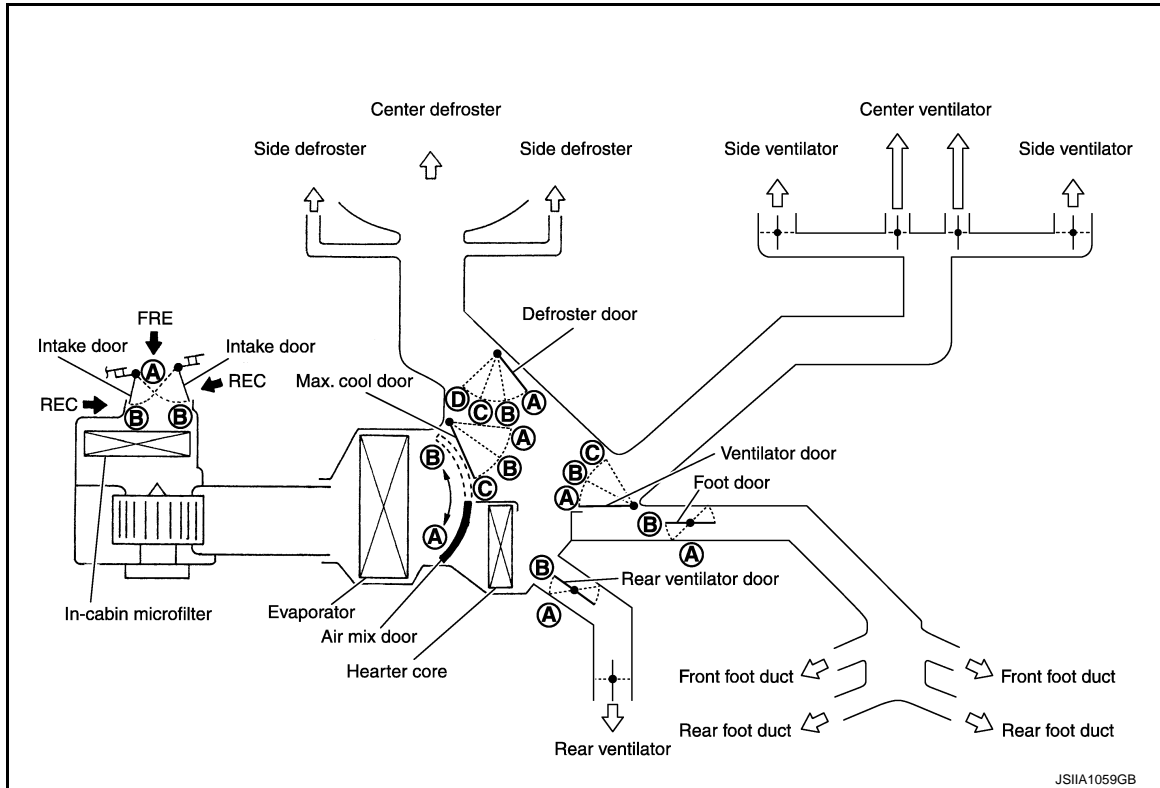 Center defroster
Center ventilator
Side defroster
Side defroster
Side ventilator
Side ventilator
Defroster door
FRE
Intake door
A
Intake door
Max. cool door
REC
REC
B
B
D
C
B
A
A
B
B
C
C
B
A
Ventilator door
Foot door
B
A
A
B
Rear ventilator door
A
In-cabin microfilter
Evaporator
Air mix door
Hearter core
Front foot duct
Front foot duct
Rear foot duct
Rear foot duct
Rear ventilator
JSIIA1059GB